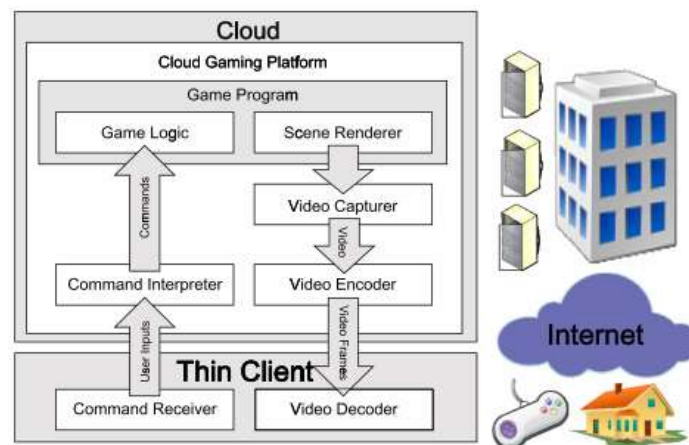 Cloud
Cloud Gaming Platform
Game Program
Game Logic
Scene Renderer
Commands
Video Capturer
Video
Command Interpreter
Video Encoder
Internet
User Inputs
Video Frames
Thin Client
Command Receiver
Video Decoder